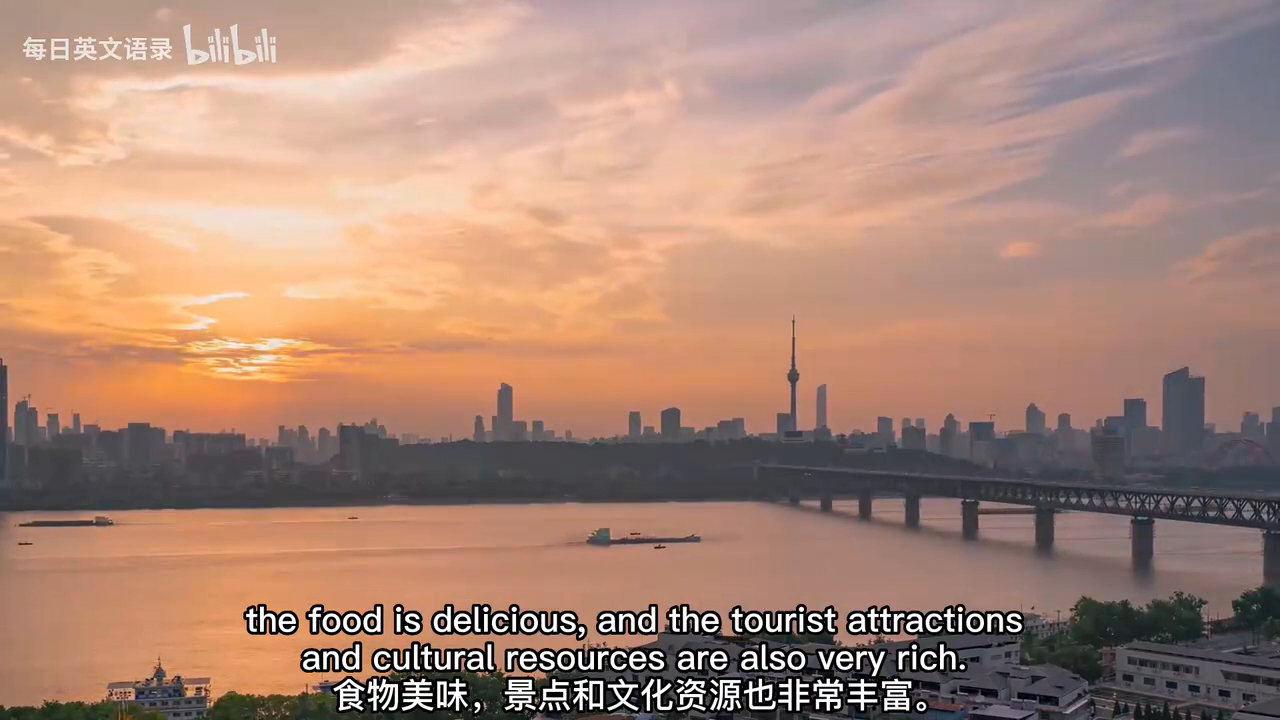 每日英文语录 bilibili
the food is delicious, and the tourist attractions
and cultural resources are also very rich.
食物美味，景点和文化资源也非常丰富。